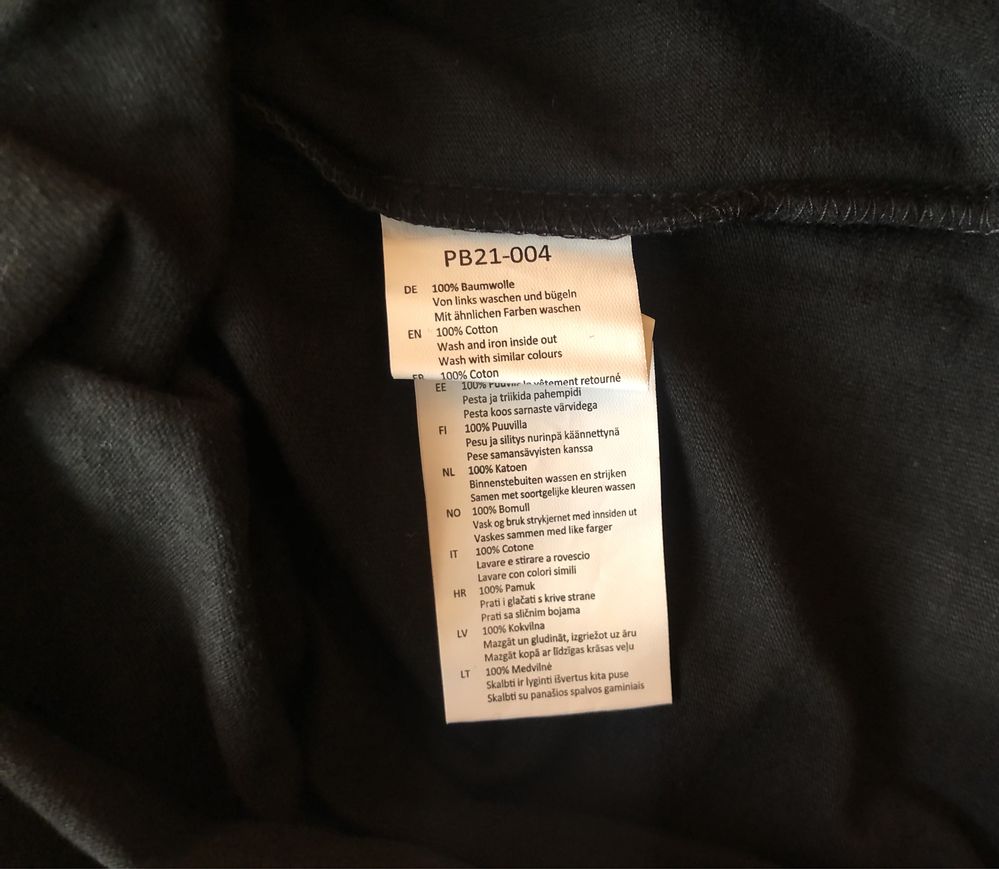 PB21-004
DE 100% Baumwolle
Von links waschen und bügeln
Mit ähnlichen Farben waschen
EN 100% Cotton
Wash and iron inside out
Wash with similar colours
FR 100% Coton
vêtement retourné
EE 100%
Pesta ja triikida pahempidi
Pesta koos sarnaste värvidega
FI 100% Puuvilla
Pesu ja silitys nurinpä käännettynä
Pese samansävyisten kanssa
NL 100% Katoen
Binnenstebuiten wassen en strijken
Samen met soortgelijke kleuren wassen
NO 100% Bomull
Vask og bruk strykjernet med innsiden ut
Vaskes sammen med like farger
IT 100% Cotone
Lavare e stirare a rovescio
Lavare con colori simili
HR 100% Pamuk
Prati i glačati s krive strane
Prati sa sličnim bojama
LV 100% Kokvilna
Mazgāt un gludināt, izgriežot uz āru
Mazgāt kopā ar līdzīgas krāsas veļu
LT 100% Medvilnė
Skalbti ir lyginti išvertus kita puse
Skalbti su panašios spalvos gaminiais